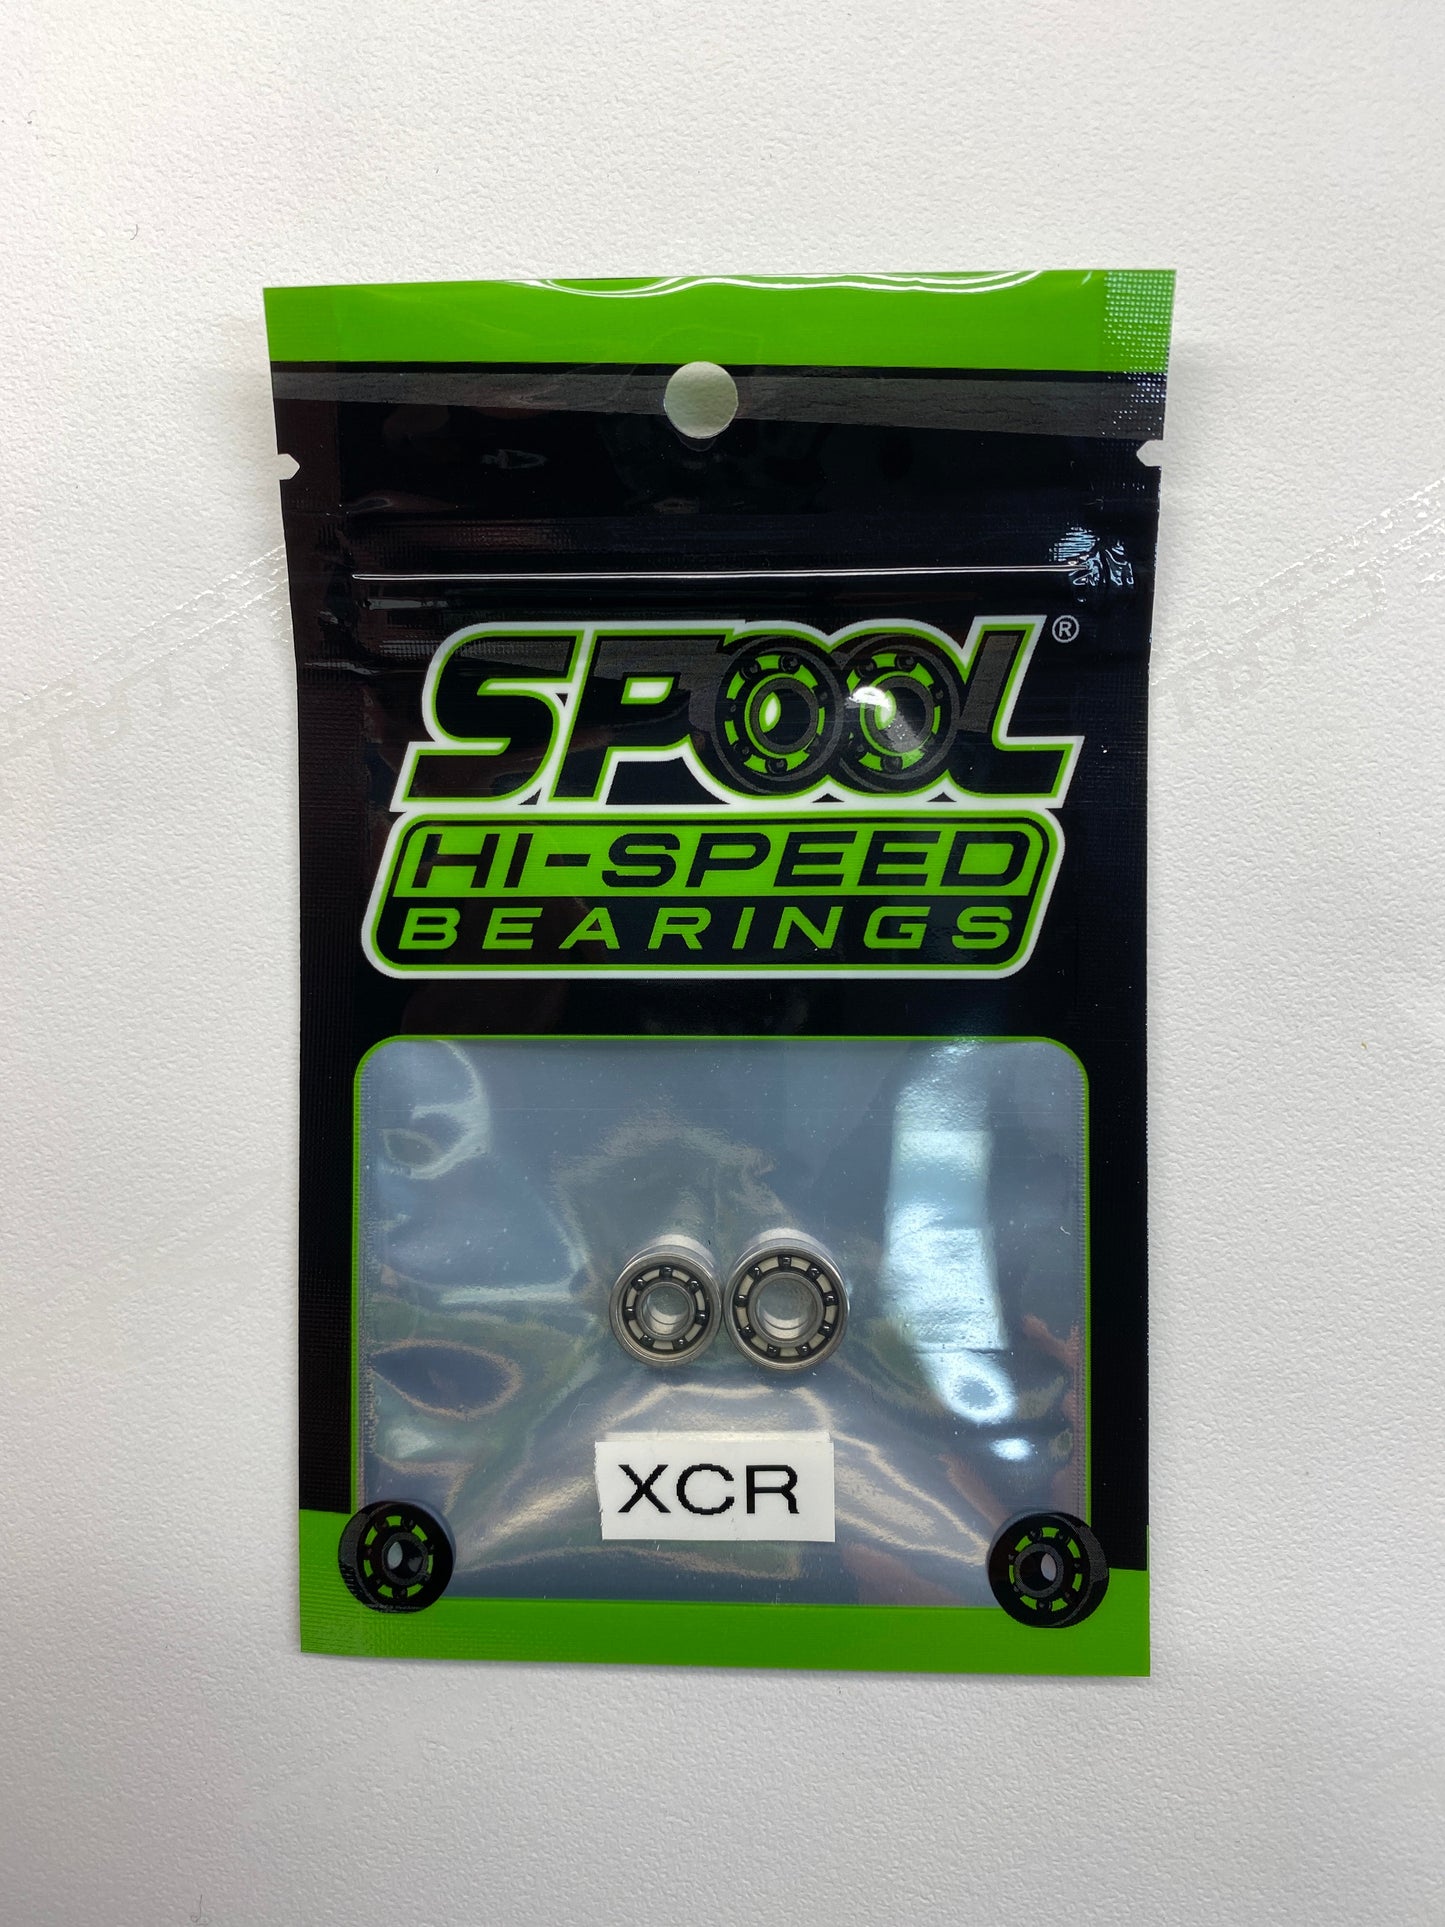 SPOOL®
HI-SPEED
BEARINGS
XCR